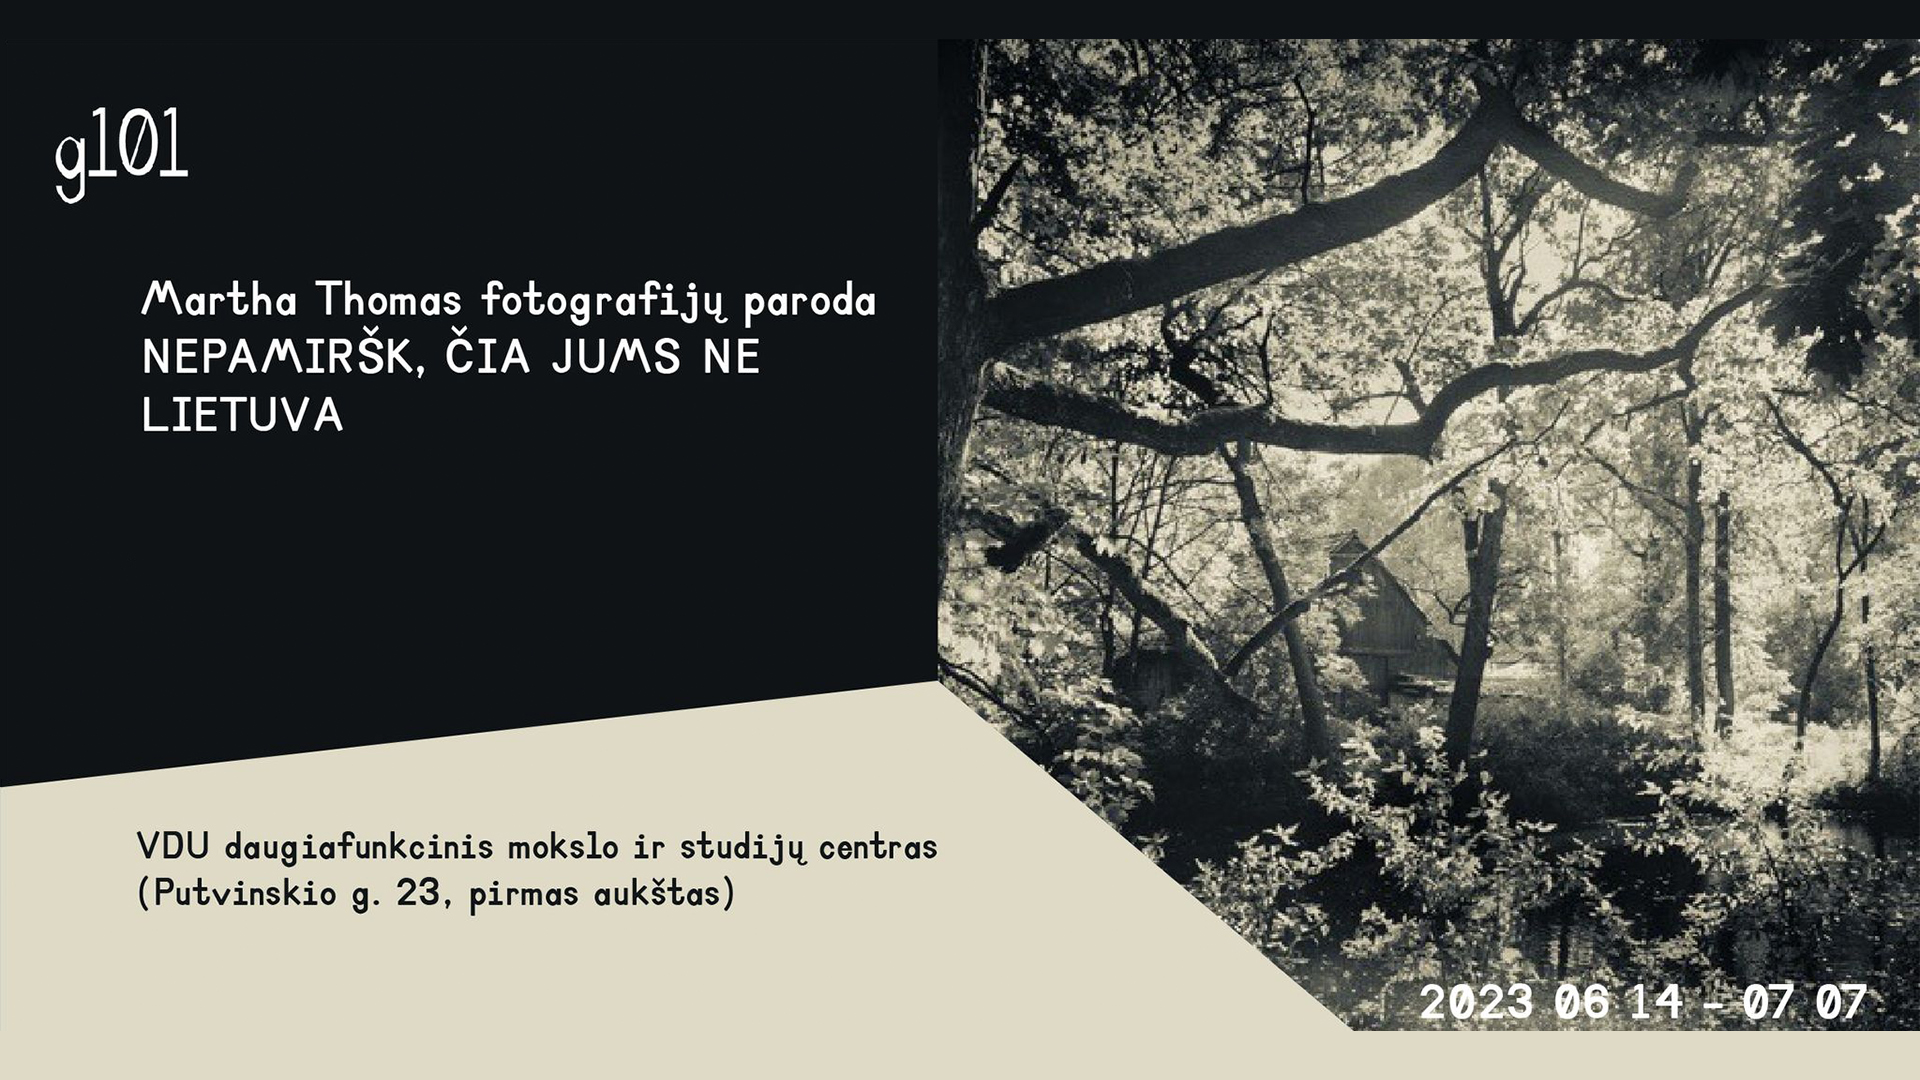 g101
Martha Thomas fotografijų paroda
NEPAMIRŠK, ČIA JUMS NE
LIETUVA
VDU daugiafunkcinis mokslo ir studijų centras
(Putvinskio g. 23, pirmas aukštas)
2023 06 14 - 07 07